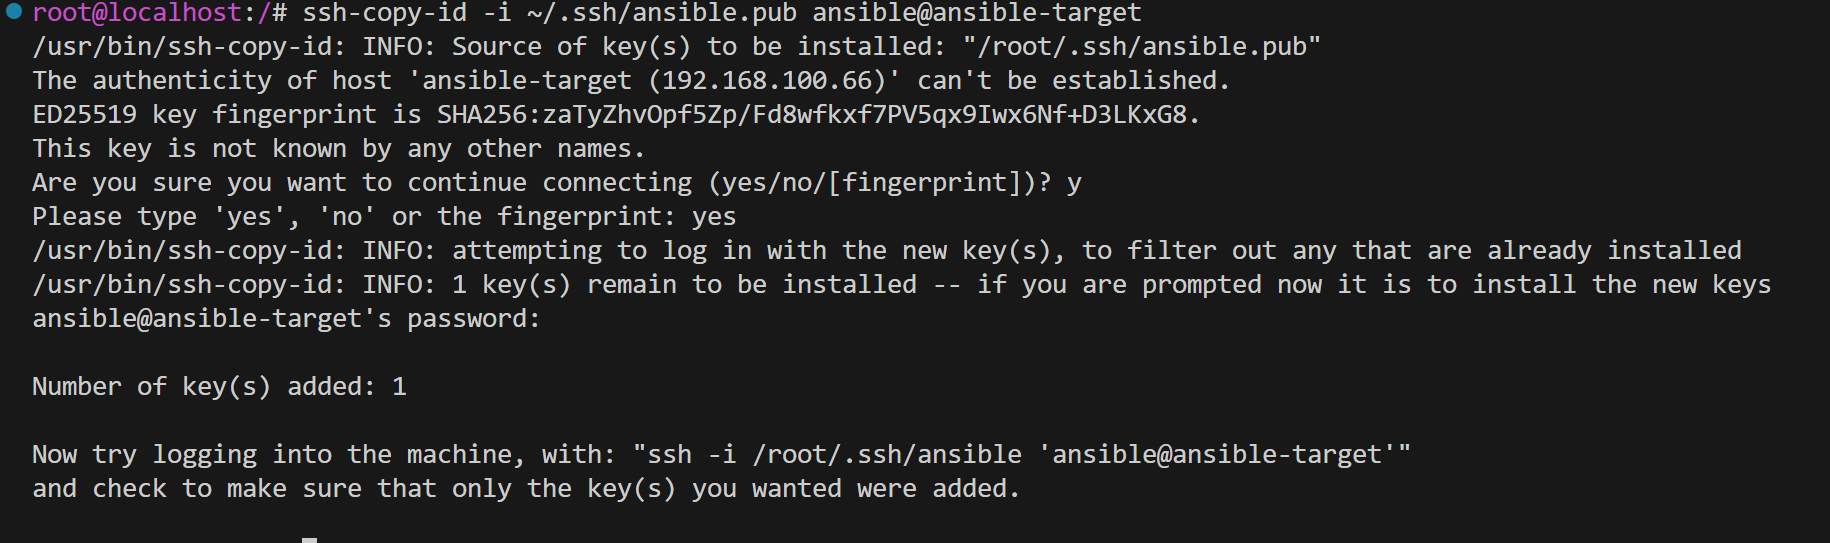 root@localhost:/# ssh-copy-id -i ~/.ssh/ansible.pub ansible@ansible-target
/usr/bin/ssh-copy-id: INFO: Source of key(s) to be installed: "/root/.ssh/ansible.pub"
The authenticity of host 'ansible-target (192.168.100.66)' can't be established.
ED25519 key fingerprint is SHA256:zaTyZhvOpf5Zp/Fd8wfkxf7PV5qx9Iwx6Nf+D3LKxG8.
This key is not known by any other names.
Are you sure you want to continue connecting (yes/no/[fingerprint])? y
Please type 'yes', 'no' or the fingerprint: yes
/usr/bin/ssh-copy-id: INFO: attempting to log in with the new key(s), to filter out any that are already installed
/usr/bin/ssh-copy-id: INFO: 1 key(s) remain to be installed -- if you are prompted now it is to install the new keys
ansible@ansible-target's password:
Number of key(s) added: 1
Now try logging into the machine, with: "ssh -i /root/.ssh/ansible 'ansible@ansible-target'"
and check to make sure that only the key(s) you wanted were added.